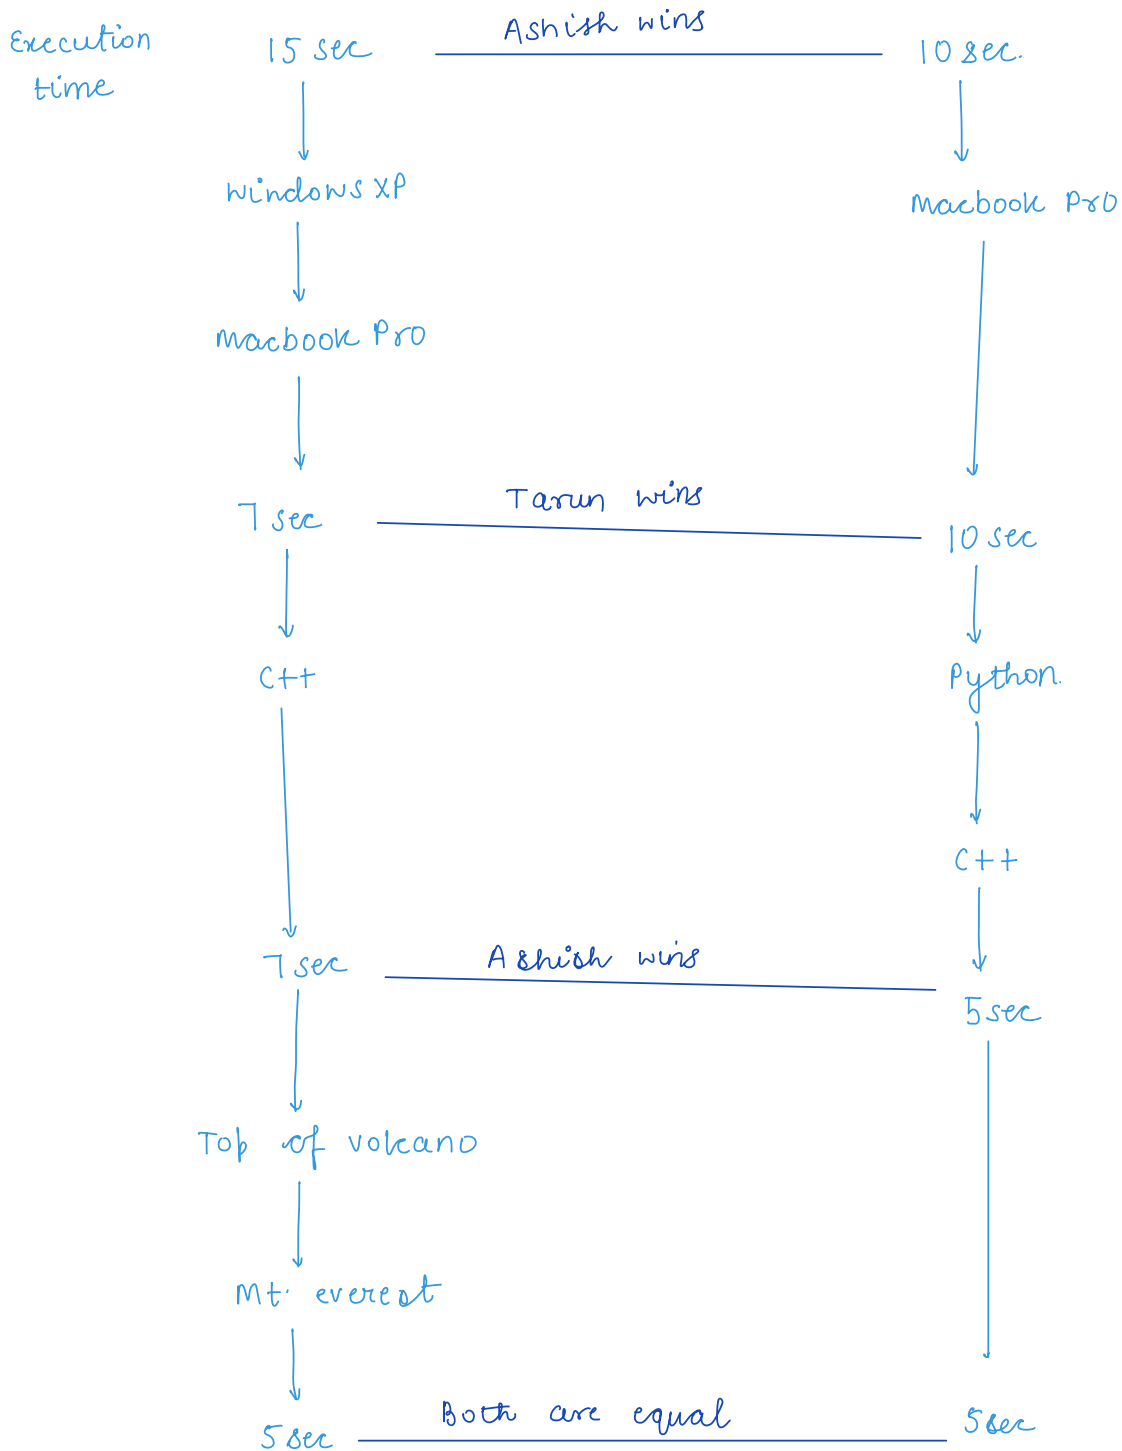 Execution
time
15 sec
Ashish wins
10 sec.
Windows XP
Macbook Pro
Macbook Pro
7 sec
Tarun wins
10 sec
C++
Python.
C++
7 sec
Ashish wins
5 sec
Top of volcano
Mt. everest
5 sec
Both are equal
5 sec